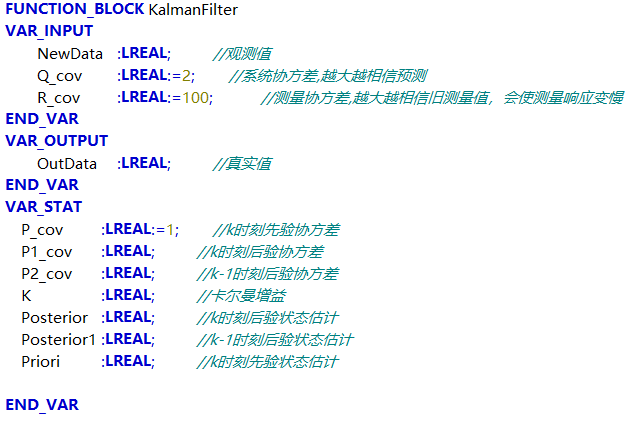 FUNCTION_BLOCK KalmanFilter
VAR_INPUT
NewData :LREAL; //观测值
Q_cov :LREAL:=2; //系统协方差,越大越相信预测
R_cov :LREAL:=100; //测量协方差,越大越相信旧测量值，会使测量响应变慢
END_VAR
VAR_OUTPUT
OutData :LREAL; //真实值
END_VAR
VAR_STAT
P_cov :LREAL:=1; //k时刻先验协方差
P1_cov :LREAL; //k时刻后验协方差
P2_cov :LREAL; //k-1时刻后验协方差
K :LREAL; //卡尔曼增益
Posterior :LREAL; //k时刻后验状态估计
Posterior1 :LREAL; //k-1时刻后验状态估计
Priori :LREAL; //k时刻先验状态估计
END_VAR